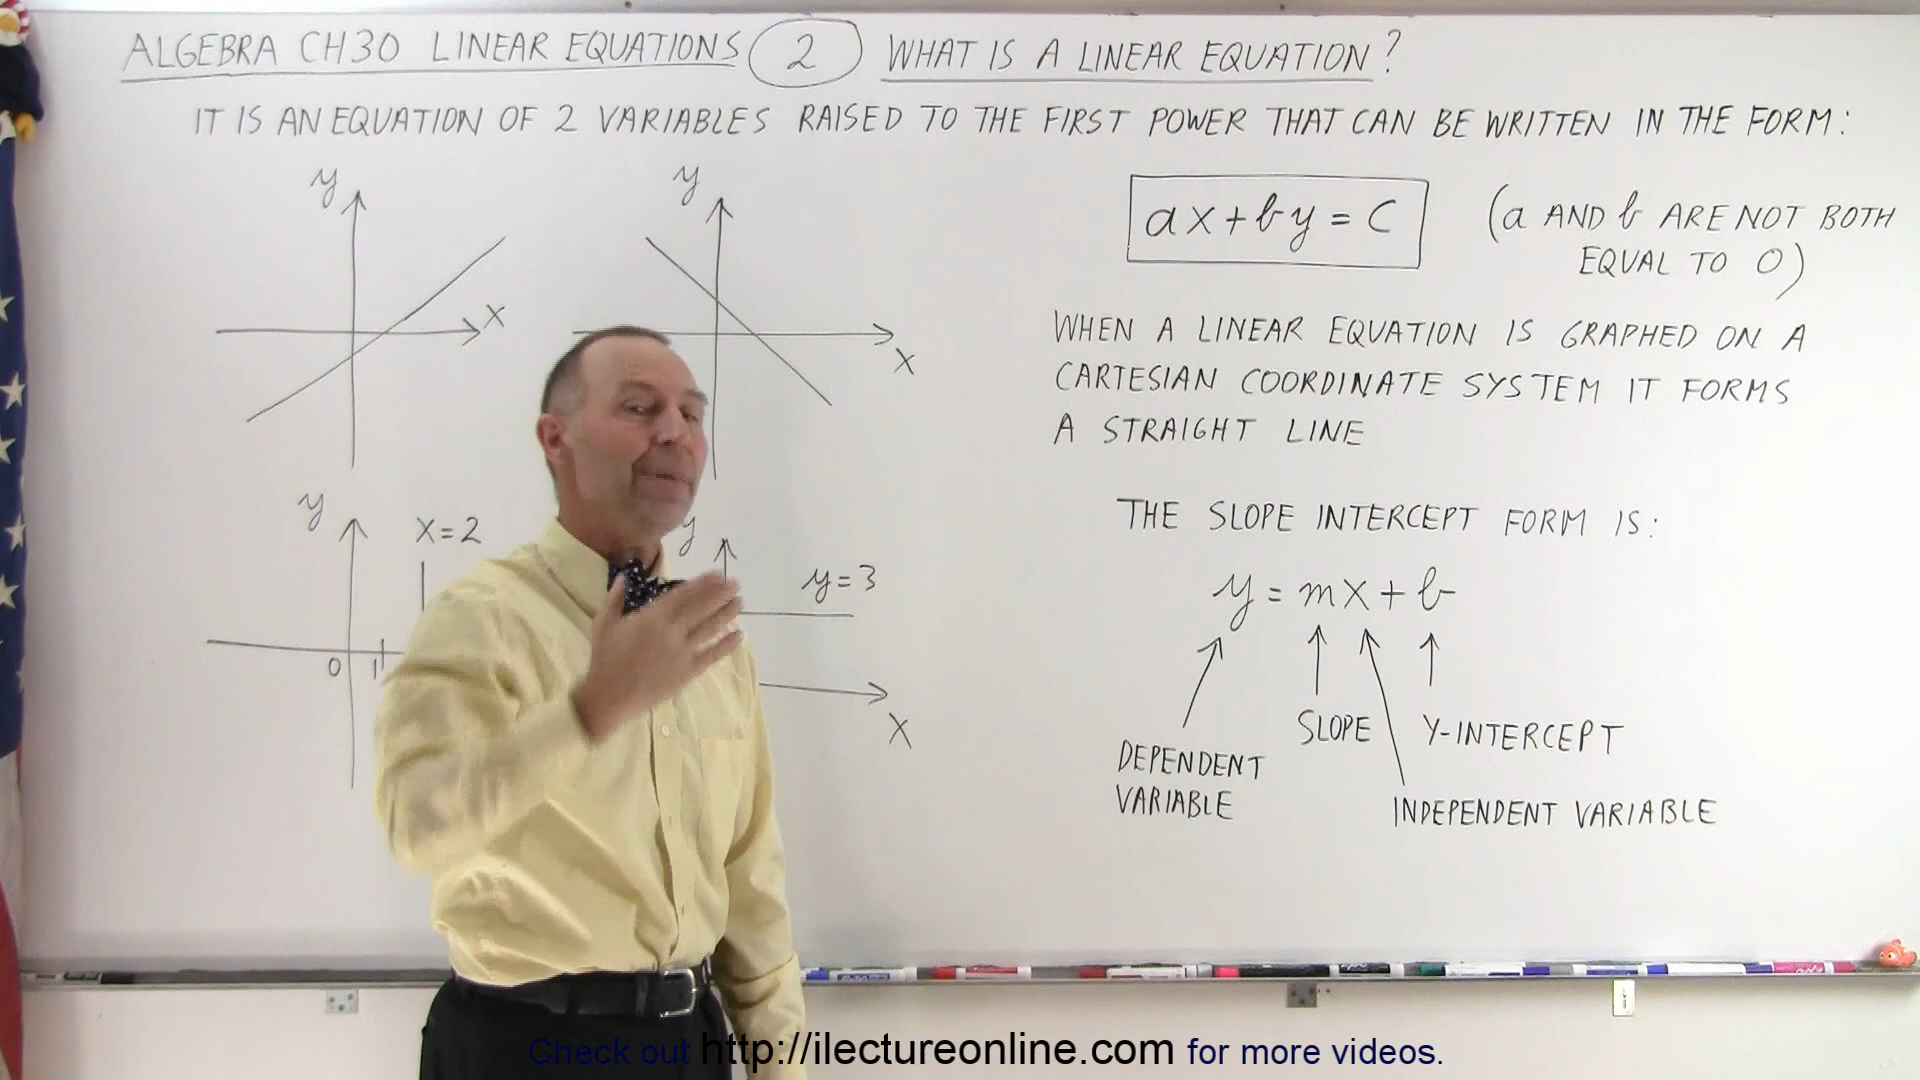 ALGEBRA CH30 LINEAR EQUATIONS 2 WHAT IS A LINEAR EQUATION?
IT IS AN EQUATION OF 2 VARIABLES RAISED TO THE FIRST POWER THAT CAN BE WRITTEN IN THE FORM:
y
x
y
x
ax+by=c
(a AND b ARE NOT BOTH
EQUAL TO 0)
WHEN A LINEAR EQUATION IS GRAPHED ON A
CARTESIAN COORDINATE SYSTEM IT FORMS
A STRAIGHT LINE
y
x=2
0
1
y
y=3
x
THE SLOPE INTERCEPT FORM IS:
y = mx + b
DEPENDENT
VARIABLE
SLOPE
Y-INTERCEPT
INDEPENDENT VARIABLE
Check out http://ilectureonline.com for more videos.